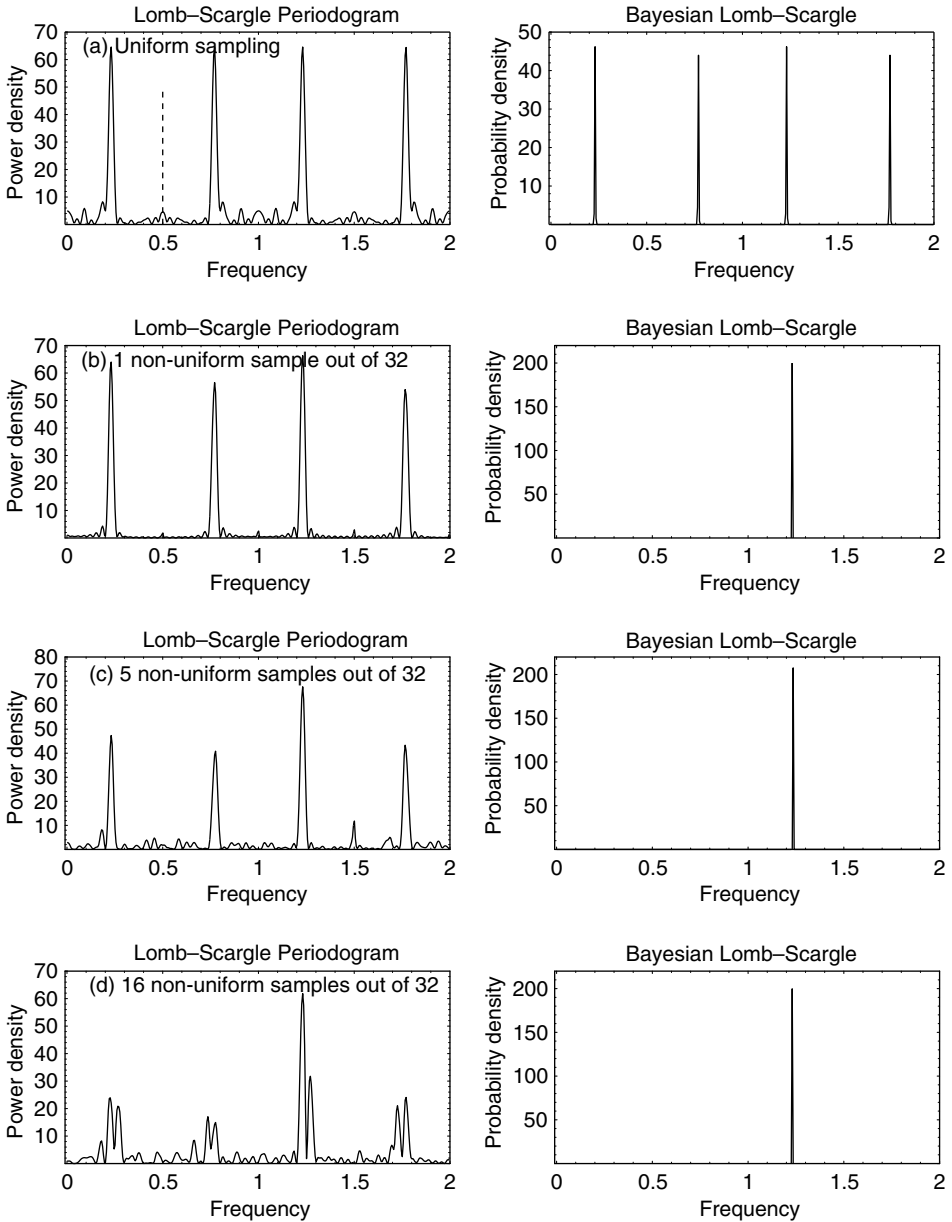 Lomb–Scargle Periodogram
(a) Uniform sampling
Power density
70
60
50
40
30
20
10
0 0.5 1 1.5 2
Frequency
Bayesian Lomb–Scargle
Probability density
50
40
30
20
10
0 0.5 1 1.5 2
Frequency
Lomb–Scargle Periodogram
(b) 1 non-uniform sample out of 32
Power density
70
60
50
40
30
20
10
0 0.5 1 1.5 2
Frequency
Bayesian Lomb–Scargle
Probability density
200
150
100
50
0 0.5 1 1.5 2
Frequency
Lomb–Scargle Periodogram
(c) 5 non-uniform samples out of 32
Power density
80
70
60
50
40
30
20
10
0 0.5 1 1.5 2
Frequency
Bayesian Lomb–Scargle
Probability density
200
150
100
50
0 0.5 1 1.5 2
Frequency
Lomb–Scargle Periodogram
(d) 16 non-uniform samples out of 32
Power density
70
60
50
40
30
20
10
0 0.5 1 1.5 2
Frequency
Bayesian Lomb–Scargle
Probability density
200
150
100
50
0 0.5 1 1.5 2
Frequency